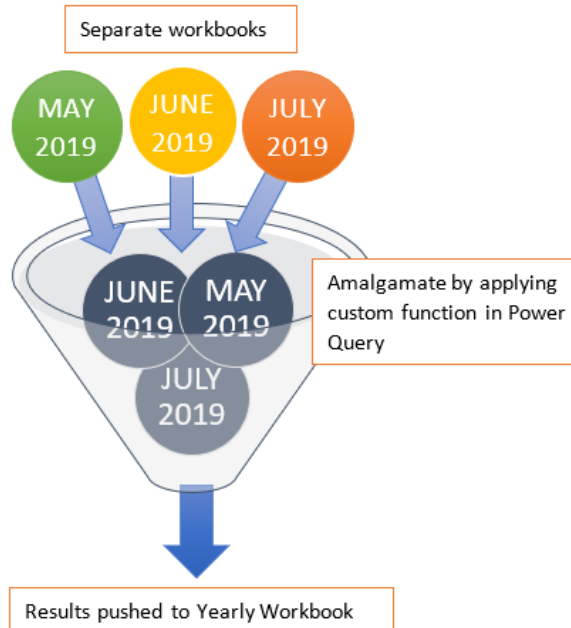 Separate workbooks
MAY
2019
JUNE
2019
JULY
2019
JUNE
2019
MAY
2019
JULY
2019
Amalgamate by applying
custom function in Power
Query
Results pushed to Yearly Workbook